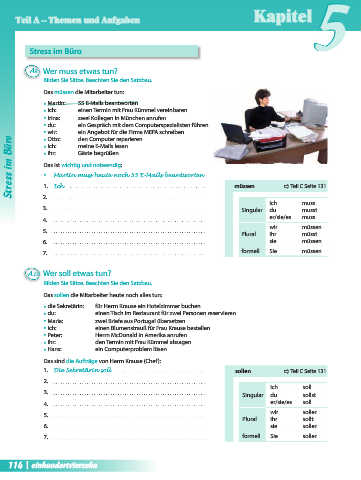 Teil A – Themen und Aufgaben
Kapitel 5
Stress im Büro
Stress im Büro
Wer muss etwas tun?
Bilden Sie Sätze. Beachten Sie den Satzbau.
Das müssen die Mitarbeiter tun:
Martin: 55 E-Mails beantworten
ich: einen Termin mit Frau Kümmel vereinbaren
Irina: zwei Kollegen in München anrufen
du: ein Gespräch mit dem Computerspezialisten führen
wir: ein Angebot für die Firma MEFA schreiben
Otto: den Computer reparieren
ich: meine E-Mails lesen
ihr: Gäste begrüßen
Das ist wichtig und notwendig:
Martin muss heute noch 55 E-Mails beantworten.
1. Ich
2.
3.
4.
5.
6.
7.
müssen c) Teil C Seite 131
ich muss
Singular du musst
er/sie/es muss
wir müssen
Plural ihr müsst
sie müssen
formell Sie müssen
Wer soll etwas tun?
Bilden Sie Sätze. Beachten Sie den Satzbau.
Das sollen die Mitarbeiter heute noch alles tun:
die Sekretärin: für Herrn Krause ein Hotelzimmer buchen
du: einen Tisch im Restaurant für zwei Personen reservieren
Maria: zwei Briefe aus Portugal übersetzen
ich: einen Blumenstrauß für Frau Krause bestellen
Peter: Herrn McDonald in Amerika anrufen
ihr: den Termin mit Frau Kümmel absagen
Hans: ein Computerproblem lösen
Das sind die Aufträge von Herrn Krause (Chef):
1. Die Sekretärin soll
2.
3.
4.
5.
6.
7.
sollen c) Teil C Seite 131
ich soll
Singular du sollst
er/sie/es soll
wir sollen
Plural ihr sollt
sie sollen
formell Sie sollen
116 | einhundertsechzehn